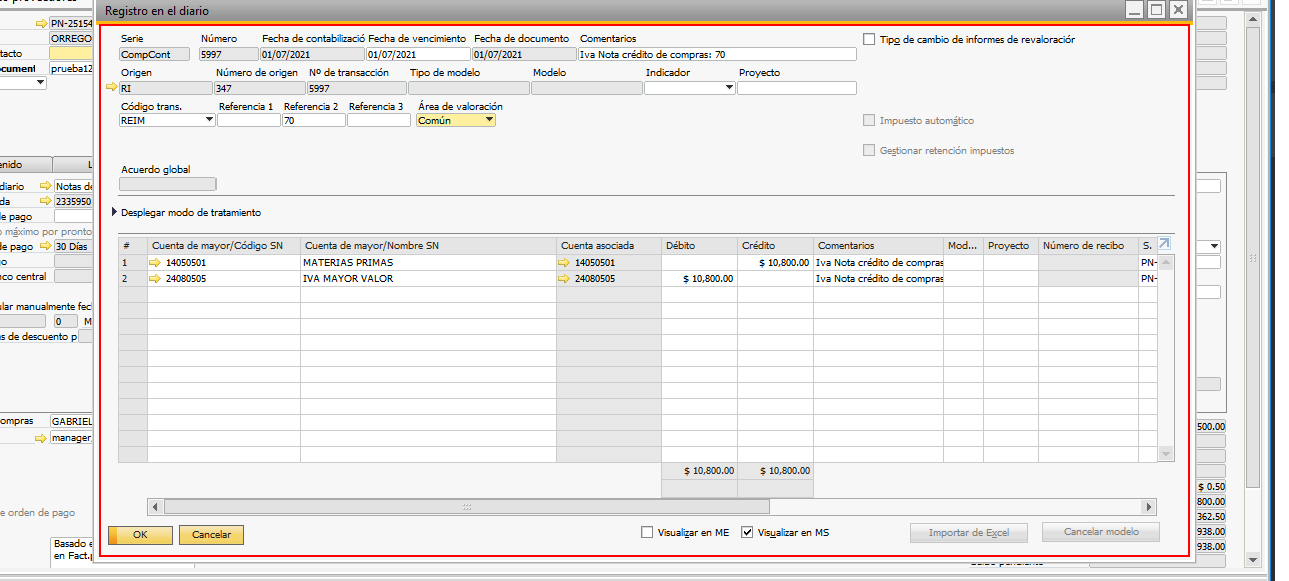 Registro en el diario
PN-25154
ORREGO
tacto
ocument prueba12
Serie Número Fecha de contabilizació Fecha de vencimiento Fecha de documento Comentarios
CompCont 5997 01/07/2021 01/07/2021 01/07/2021 Iva Nota crédito de compras: 70
Tipo de cambio de informes de revaloración
Origen Número de origen Nº de transacción Tipo de modelo Modelo Indicador Proyecto
RI 347 5997
Código trans. Referencia 1 Referencia 2 Referencia 3 Área de valoración
REIM 70 Común
Impuesto automático
Gestionar retención impuestos
Acuerdo global
Desplegar modo de tratamiento
enido L
diario Notas de
da 2335950
e pago
o máximo por pronto
de pago 30 Días
go
nco central
ular manualmente fech
0 M
s de descuento p
# Cuenta de mayor/Código SN Cuenta de mayor/Nombre SN Cuenta asociada Débito Crédito Comentarios Mod... Proyecto Número de recibo S.
1 14050501 MATERIAS PRIMAS 14050501 $ 10,800.00 Iva Nota crédito de compras PN-
2 24080505 IVA MAYOR VALOR 24080505 $ 10,800.00 Iva Nota crédito de compras PN-
$ 10,800.00 $ 10,800.00
ompras GABRIEL
manager
e orden de pago
Basado e
en Fact.p
500.00
$ 0.50
800.00
362.50
938.00
938.00
OK Cancelar Visualizar en ME Visualizar en MS Importar de Excel Cancelar modelo